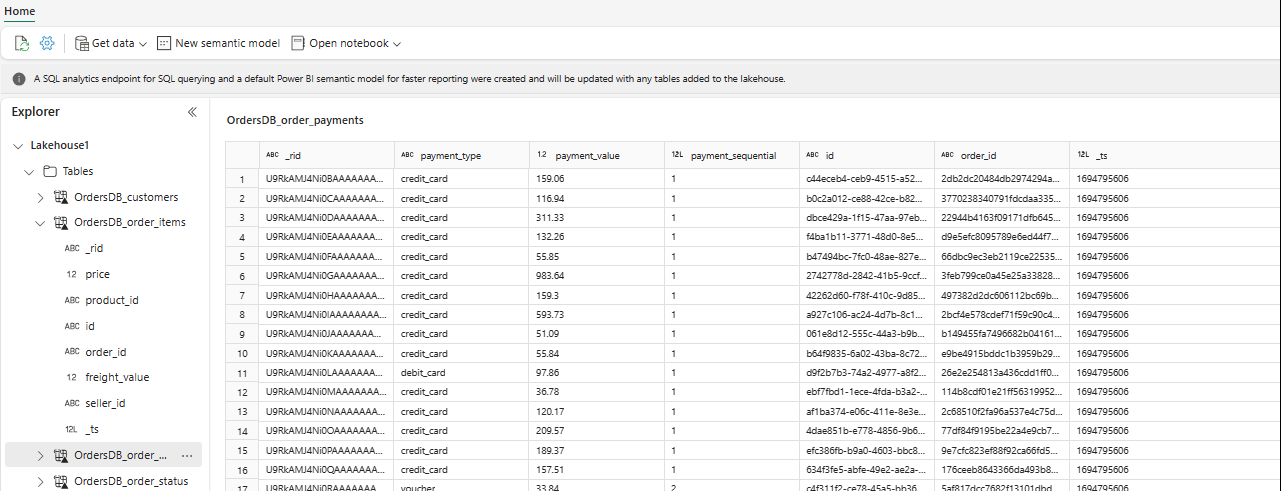 Home
Get data New semantic model Open notebook
A SQL analytics endpoint for SQL querying and a default Power BI semantic model for faster reporting were created and will be updated with any tables added to the lakehouse.
Explorer
Lakehouse1
Tables
OrdersDB_customers
OrdersDB_order_items
ABC _rid
12 price
ABC product_id
ABC id
ABC order_id
12 freight_value
ABC seller_id
12L _ts
OrdersDB_order_... ...
OrdersDB_order_status
OrdersDB_order_payments
ABC _rid ABC payment_type 1.2 payment_value 12L payment_sequential ABC id ABC order_id 12L _ts
1 U9RkAMJ4Ni0BAAAAAAA... credit_card 159.06 1 c44eceb4-ceb9-4515-a52... 2db2dc20484db2974294a... 1694795606
2 U9RkAMJ4Ni0CAAAAAAA... credit_card 116.94 1 b0c2a012-ce88-42ce-b82... 3770238340791fdcdaa335... 1694795606
3 U9RkAMJ4Ni0DAAAAAAA... credit_card 311.33 1 dbce429a-1f15-47aa-97eb... 22944b4163f09171dfb645... 1694795606
4 U9RkAMJ4Ni0EAAAAAAA... credit_card 132.26 1 f4ba1b11-3771-48d0-8e5... d9e5efc8095789e6ed44f7... 1694795606
5 U9RkAMJ4Ni0FAAAAAAA... credit_card 55.85 1 b47494bc-7fc0-48ae-827e... 66dbc9ec3eb2119ce22535... 1694795606
6 U9RkAMJ4Ni0GAAAAAAA... credit_card 983.64 1 2742778d-2842-41b5-9ccf... 3feb799ce0a45e25a33828... 1694795606
7 U9RkAMJ4Ni0HAAAAAAA... credit_card 159.3 1 42262d60-f78f-410c-9d85... 497382d2dc606112bc69b... 1694795606
8 U9RkAMJ4Ni0IAAAAAAAA... credit_card 593.73 1 a927c106-ac24-4d7b-8c1... 2bcf4e578cdef71f59c90c4... 1694795606
9 U9RkAMJ4Ni0JAAAAAAA... credit_card 51.09 1 061e8d12-555c-44a3-b9b... b149455fa7496682b04161... 1694795606
10 U9RkAMJ4Ni0KAAAAAAA... credit_card 55.84 1 b64f9835-6a02-43ba-8c72... e9be4915bddc1b3959b29... 1694795606
11 U9RkAMJ4Ni0LAAAAAAA... debit_card 97.86 1 d9f2b7b3-74a2-4977-a8f2... 26e2e254813a436cdd1ff0... 1694795606
12 U9RkAMJ4Ni0MAAAAAAA... credit_card 36.78 1 ebf7fbd1-1ece-4fda-b3a2-... 114b8cdf01e21ff56319952... 1694795606
13 U9RkAMJ4Ni0NAAAAAAA... credit_card 120.17 1 af1ba374-e06c-411e-8e3e... 2c68510f2fa96a537e4c75d... 1694795606
14 U9RkAMJ4Ni0OAAAAAAA... credit_card 209.57 1 4dae851b-e778-4856-9b6... 77df84f9195be22a4e9cb7... 1694795606
15 U9RkAMJ4Ni0PAAAAAAA... credit_card 189.37 1 efc386fb-b9a0-4603-bbc8... 9e7cfc823ef88f92ca66fd5... 1694795606
16 U9RkAMJ4Ni0QAAAAAAA... credit_card 157.51 1 634f3fe5-abfe-49e2-ae2a-... 176ceeb8643366da493b8... 1694795606
17 U9RkAMJ4Ni0RAAAAAAA... voucher 33.84 2 c4f311f2-ce78-45a5-bb36... 5af817dcc7682f13101dbd... 1694795606